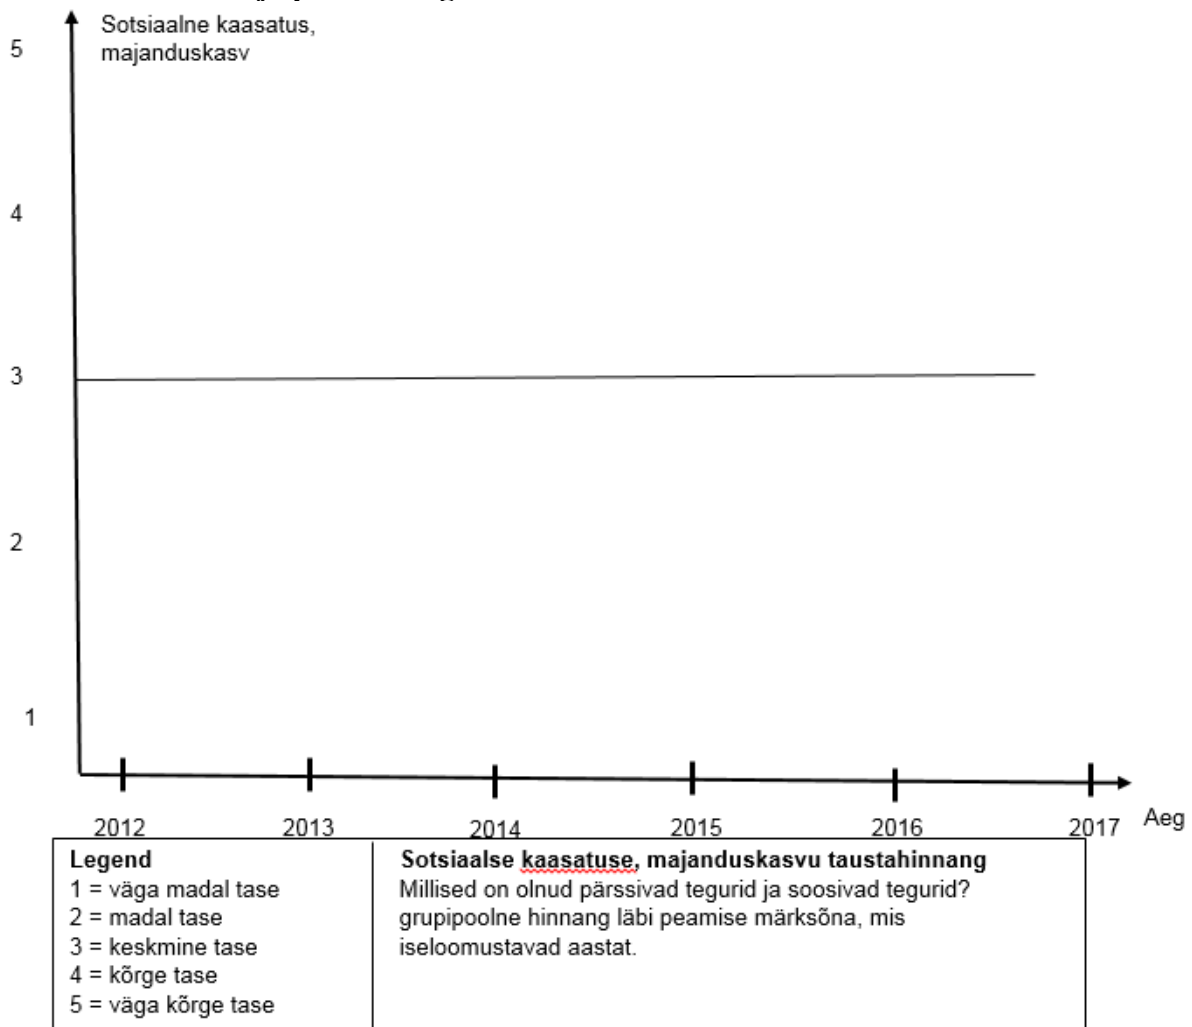 Sotsiaalne kaasatus,
majanduskasv
5
4
3
2
1
2012 2013 2014 2015 2016 2017 Aeg
Legend
1 = väga madal tase
2 = madal tase
3 = keskmine tase
4 = kõrge tase
5 = väga kõrge tase
Sotsiaalse kaasatuse, majanduskasvu taustahinnang
Millised on olnud pärssivad tegurid ja soosivad tegurid?
grupipoolne hinnang läbi peamise märksõna, mis
iseloomustavad aastat.